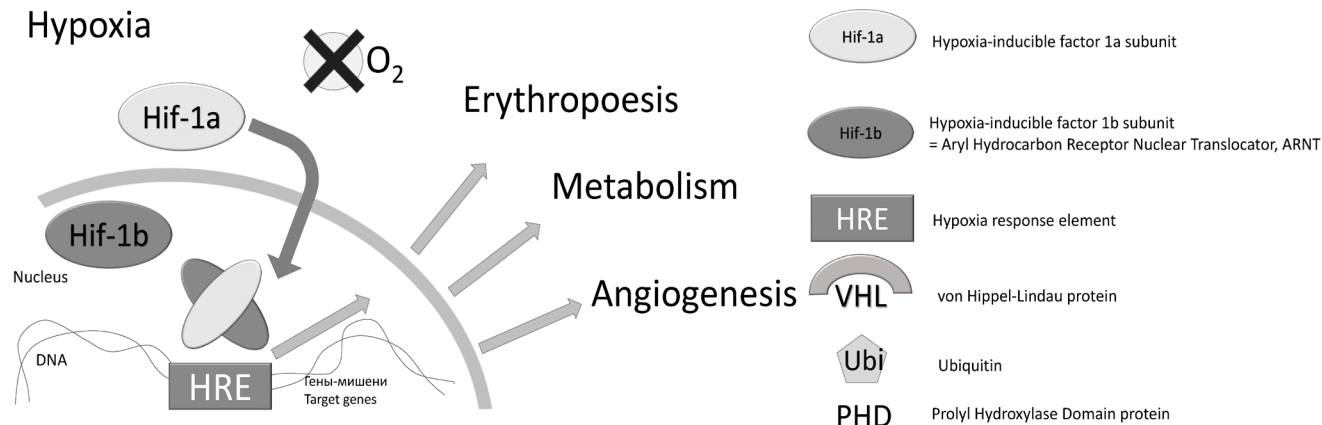 Hypoxia
O2
Hif-1a
Erythropoesis
Metabolism
Angiogenesis
Hif-1b
Nucleus
DNA
HRE
Гены-мишени
Target genes
Hif-1a
Hypoxia-inducible factor 1a subunit
Hif-1b
Hypoxia-inducible factor 1b subunit
= Aryl Hydrocarbon Receptor Nuclear Translocator, ARNT
HRE
Hypoxia response element
VHL
von Hippel-Lindau protein
Ubi
Ubiquitin
PHD
Prolyl Hydroxylase Domain protein